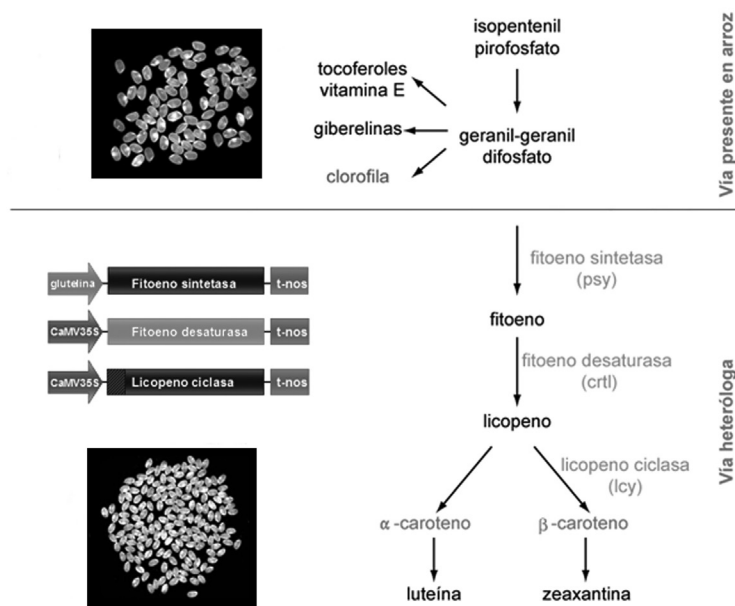 isopentenil
pirofosfato
tocoferoles
vitamina E
giberelinas
geranil-geranil
difosfato
clorofila
Vía presente en arroz
glutelina
Fitoeno sintetasa
t-nos
CaMV35S
Fitoeno desaturasa
t-nos
CaMV35S
Licopeno ciclasa
t-nos
fitoeno sintetasa
(psy)
fitoeno
fitoeno desaturasa
(crtl)
licopeno
licopeno ciclasa
(lcy)
α-caroteno
β-caroteno
luteína
zeaxantina
Vía heteróloga